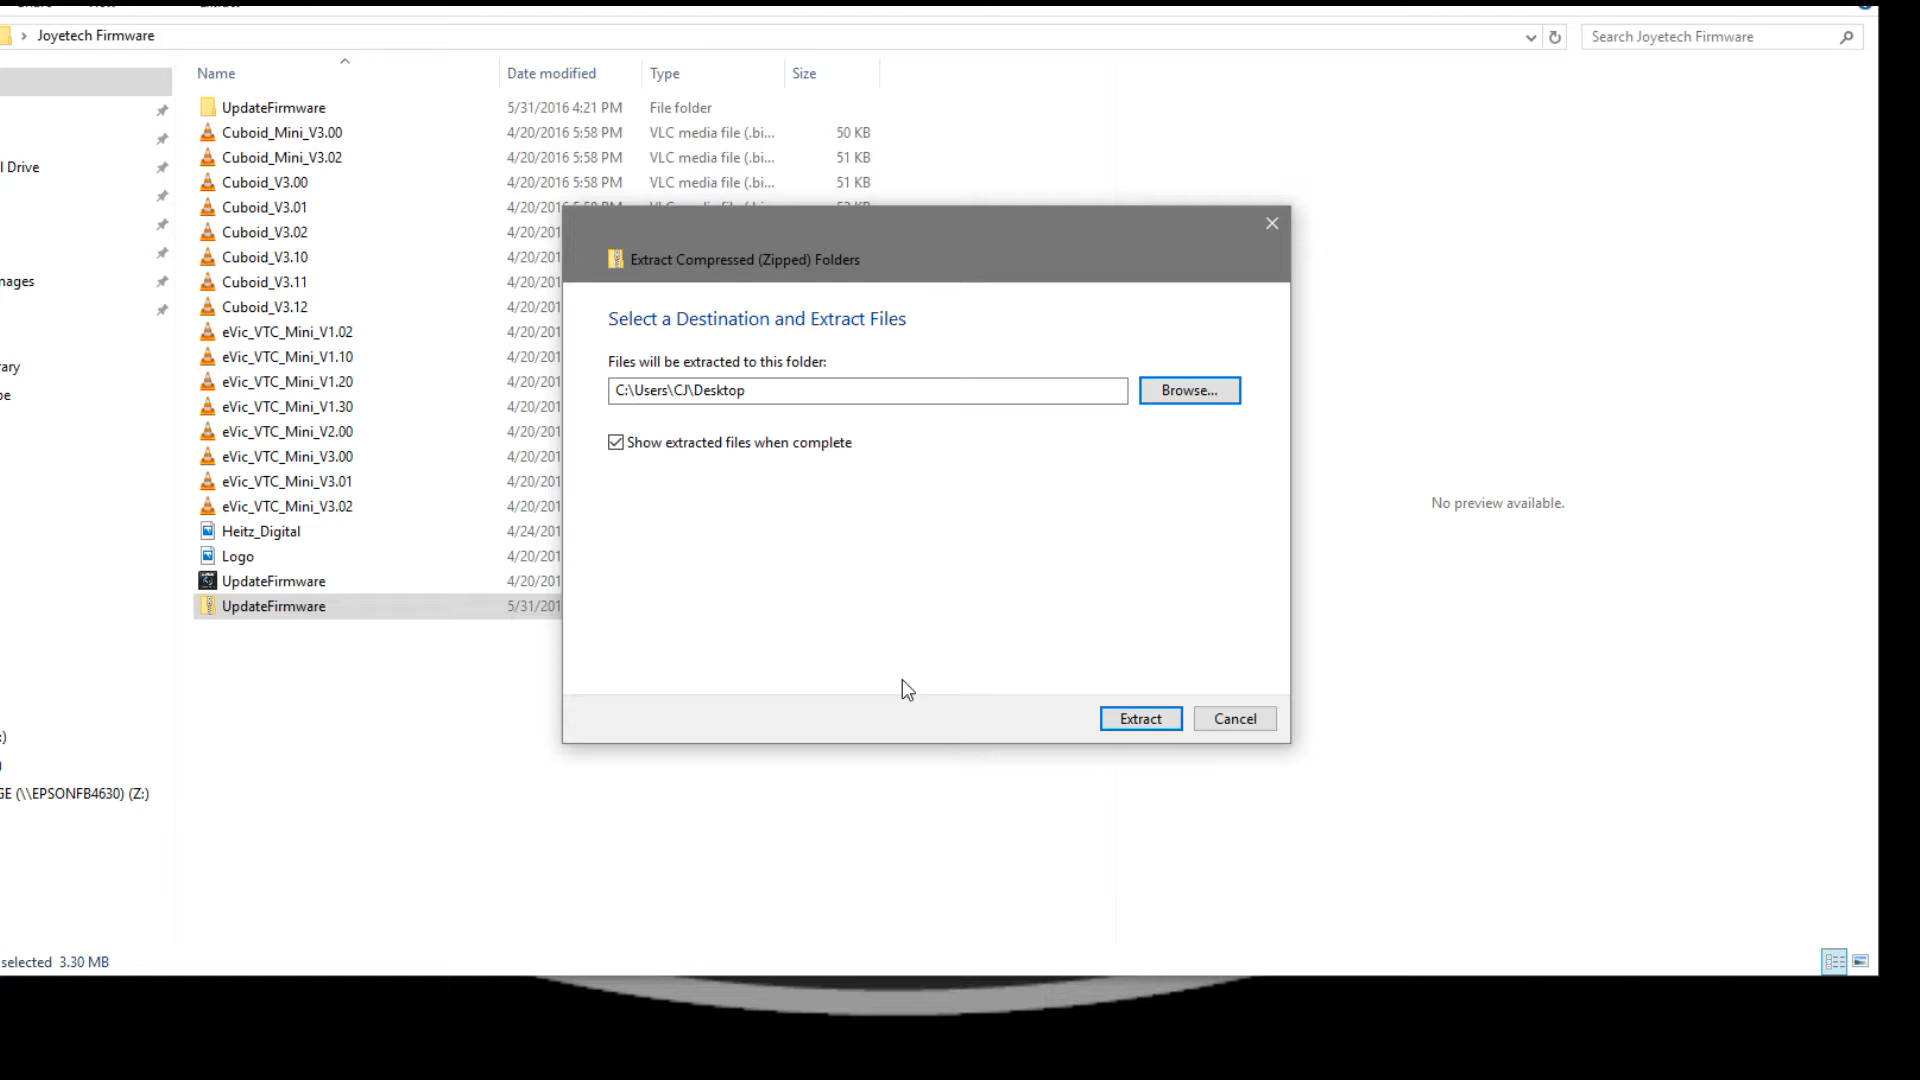 Joyetech Firmware
Search Joyetech Firmware
Name Date modified Type Size
UpdateFirmware 5/31/2016 4:21 PM File folder
Cuboid_Mini_V3.00 4/20/2016 5:58 PM VLC media file (.bi... 50 KB
Cuboid_Mini_V3.02 4/20/2016 5:58 PM VLC media file (.bi... 51 KB
Cuboid_V3.00 4/20/2016 5:58 PM VLC media file (.bi... 51 KB
Cuboid_V3.01 4/20/201
Cuboid_V3.02 4/20/201
Cuboid_V3.10 4/20/201
Cuboid_V3.11 4/20/201
Cuboid_V3.12 4/20/201
eVic_VTC_Mini_V1.02 4/20/201
eVic_VTC_Mini_V1.10 4/20/201
eVic_VTC_Mini_V1.20 4/20/201
eVic_VTC_Mini_V1.30 4/20/201
eVic_VTC_Mini_V2.00 4/20/201
eVic_VTC_Mini_V3.00 4/20/201
eVic_VTC_Mini_V3.01 4/20/201
eVic_VTC_Mini_V3.02 4/20/201
Heitz_Digital 4/24/201
Logo 4/20/201
UpdateFirmware 4/20/201
UpdateFirmware 5/31/201
l Drive
mages
rary
pe
:)
)
GE (\\EPSONFB4630) (Z:)
Extract Compressed (Zipped) Folders
Select a Destination and Extract Files
Files will be extracted to this folder:
C:\Users\CJ\Desktop
Browse...
Show extracted files when complete
Extract
Cancel
No preview available.
selected 3.30 MB